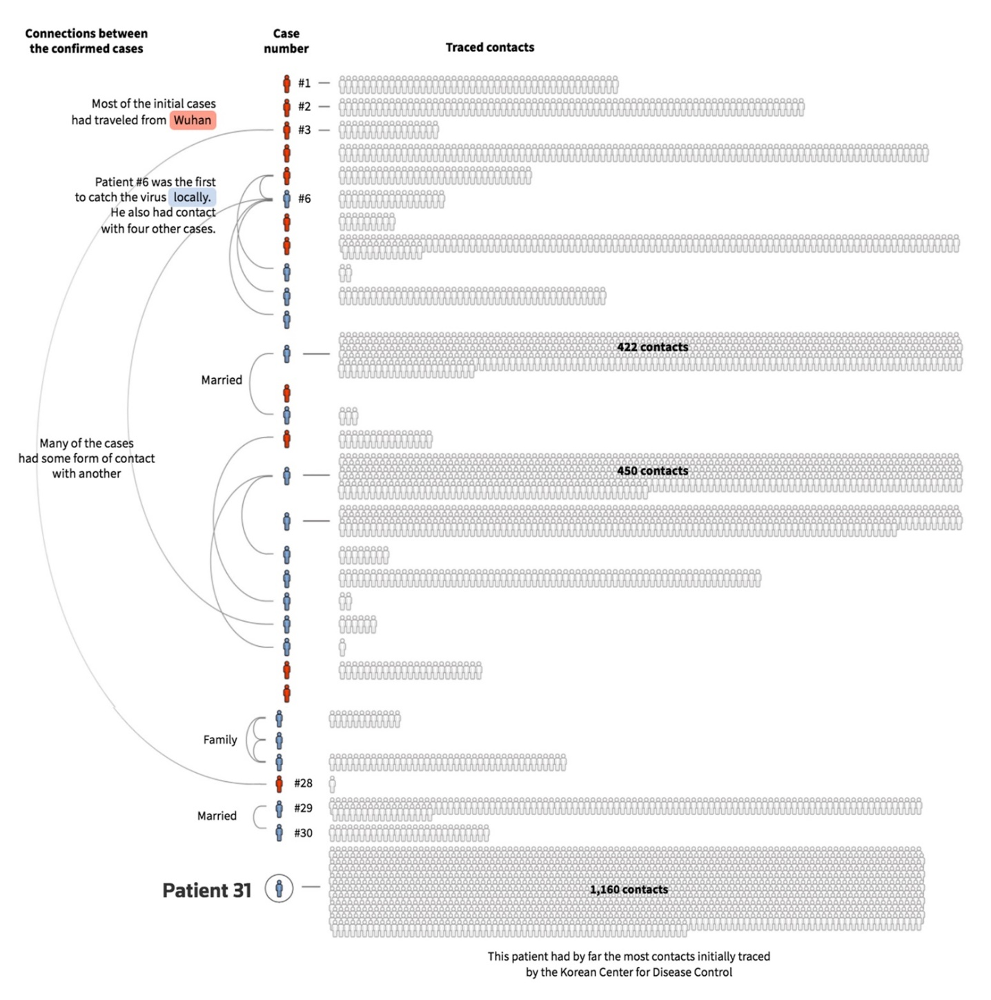 Connections between
the confirmed cases
Case
number
Traced contacts
#1
Most of the initial cases
had traveled from Wuhan
#2
#3
Patient #6 was the first
to catch the virus locally.
He also had contact
with four other cases.
#6
422 contacts
Married
Many of the cases
had some form of contact
with another
450 contacts
Family
#28
#29
Married
#30
Patient 31
1,160 contacts
This patient had by far the most contacts initially traced
by the Korean Center for Disease Control